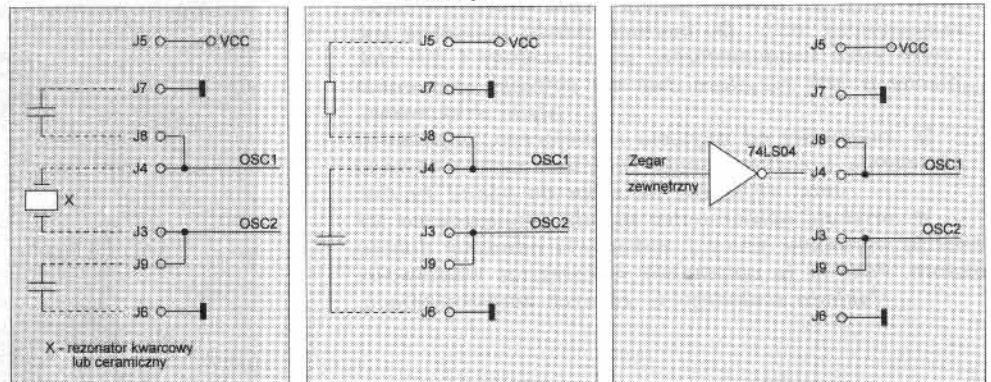 J5
VCC
J7
J8
J4
OSC1
X
J3
OSC2
J9
J6
X - rezonator kwarcowy
lub ceramiczny
J5
VCC
J7
J8
J4
OSC1
J3
OSC2
J9
J6
J5
VCC
J7
J8
74LS04
OSC1
Zegar
zewnętrzny
J4
J3
OSC2
J9
J6